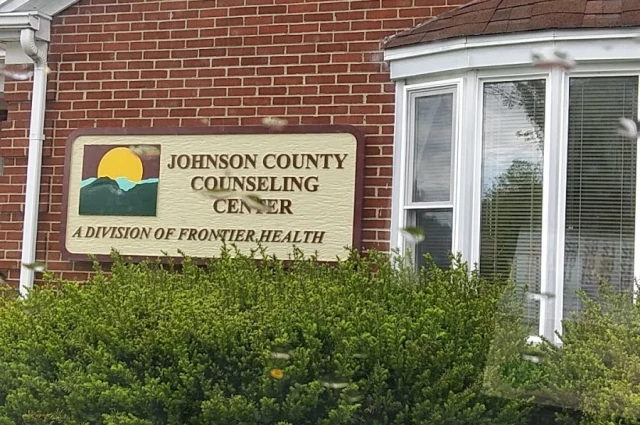 JOHNSON COUNTY
COUNSELING
CENTER
A DIVISION OF FRONTIER HEALTH